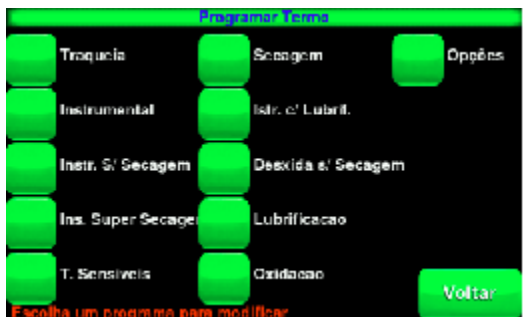 Programar Termo
Traqueia
Secagem
Opções
Instrumental
Istr. c/ Lubrif.
Instr. S/ Secagem
Desxida s/ Secagem
Ins. Super Secage
Lubrificacao
T. Sensiveis
Oxidacao
Voltar
Escolha um programa para modificar